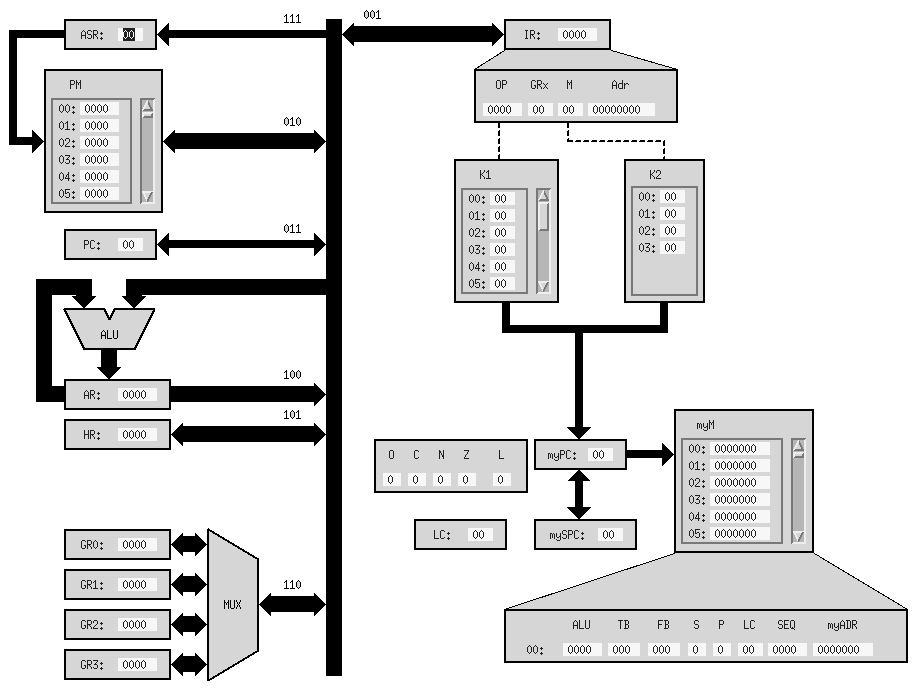 111
001
ASR: 00
IR: 0000
PM
00: 0000
01: 0000
02: 0000
03: 0000
04: 0000
05: 0000
OP GRx M Adr
0000 00 00 00000000
010
K1
00: 00
01: 00
02: 00
03: 00
04: 00
05: 00
K2
00: 00
01: 00
02: 00
03: 00
PC: 00
011
ALU
AR: 0000
100
HR: 0000
101
O C N Z L
0 0 0 0 0
myPC: 00
myM
00: 0000000
01: 0000000
02: 0000000
03: 0000000
04: 0000000
05: 0000000
LC: 00
mySPC: 00
GR0: 0000
GR1: 0000
GR2: 0000
GR3: 0000
MUX
110
ALU TB FB S P LC SEQ myADR
00: 0000 000 000 0 0 00 0000 0000000